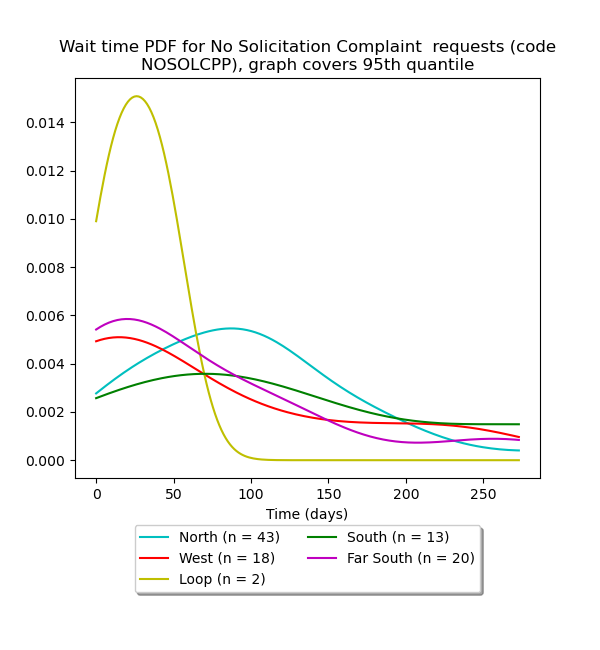 Wait time PDF for No Solicitation Complaint  requests (code
NOSOLCPP), graph covers 95th quantile
0.014
0.012
0.010
0.008
0.006
0.004
0.002
0.000
0 50 100 150 200 250
Time (days)
North (n = 43) South (n = 13)
West (n = 18) Far South (n = 20)
Loop (n = 2)